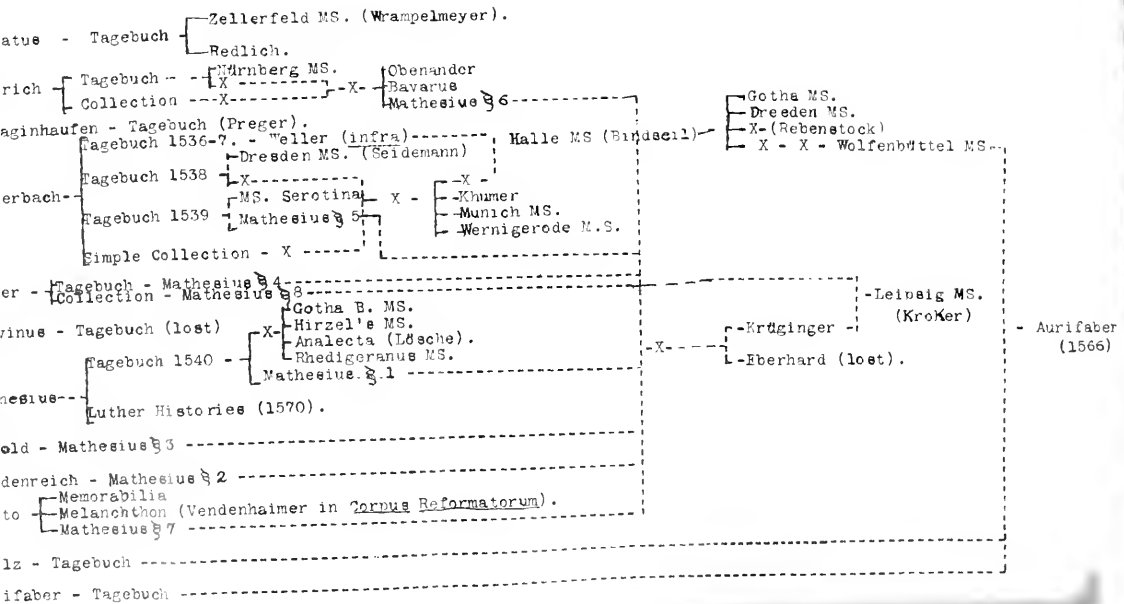 Zellerfeld MS. (Wrampelmeyer).
atus - Tagebuch
Redlich.
Nürnberg MS.
Obenander
rich - Tagebuch - - X - X - Bavarus
Collection - X - Mathesius § 6
Gotha MS.
Dresden MS.
aginhaufen - Tagebuch (Preger).
Tagebuch 1536-7. - Weller (infra) Halle MS (Bindseil) X-(Rebenstock)
Dresden MS. (Seidemann) X - X - Wolfenbüttel MS
Tagebuch 1538 X X
erbach MS. Serotina X - Khumer
Tagebuch 1539 Mathesius § 5 Munich MS.
Wernigerode M.S.
Simple Collection - X
er - Tagebuch - Mathesius § 4
Collection - Mathesius § 8
Gotha B. MS. Leipsig MS.
vinus - Tagebuch (lost) X Hirzel's MS. (Kroker)
Analecta (Lösche). Krüginger - Aurifaber
Tagebuch 1540 Rhedigeranus MS. X (1566)
Mathesius. §.1 Eberhard (lost).
hesius
Luther Histories (1570).
old - Mathesius § 3
denreich - Mathesius § 2
Memorabilia
to Melanchthon (Vendenhaimer in Corpus Reformatorum).
Mathesius § 7
lz - Tagebuch
ifaber - Tagebuch